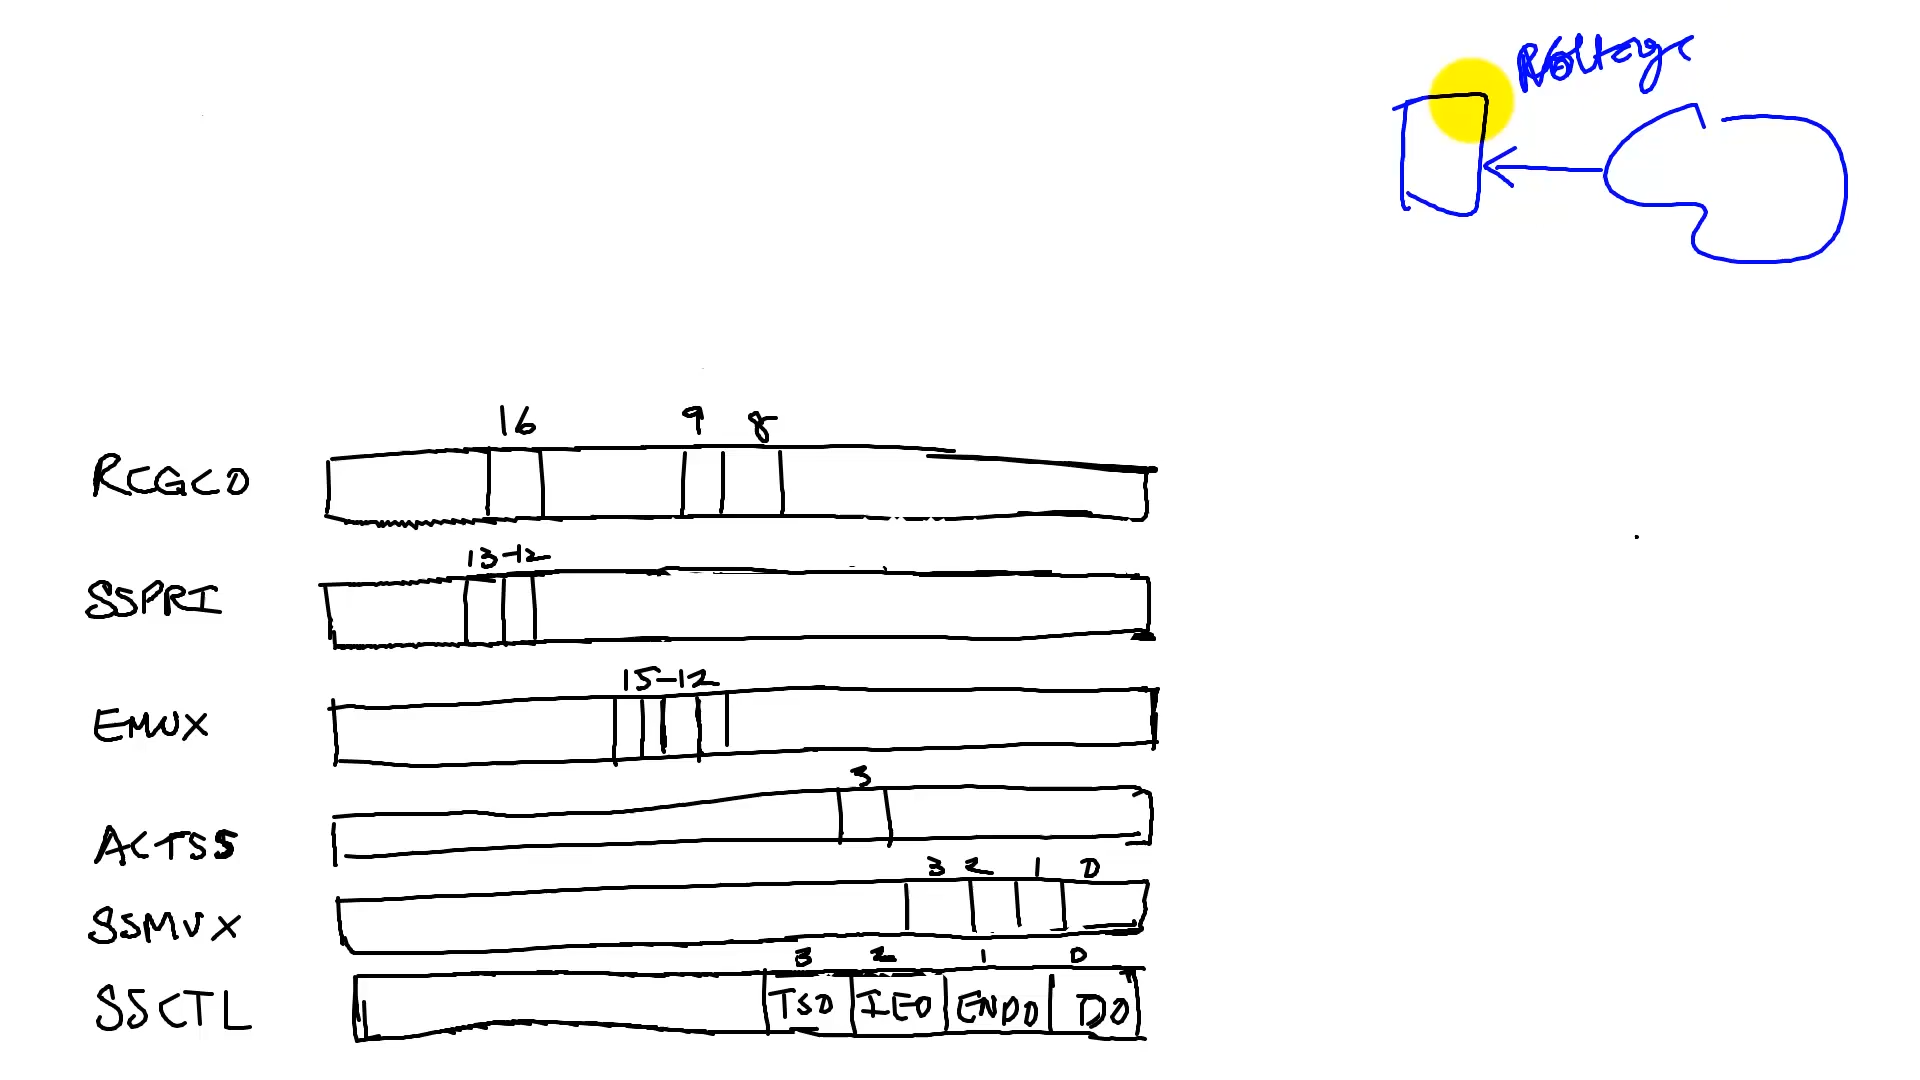 Voltage
16 9 8
RCGC0
13-12
SSPRI
15-12
EMUX
3
ACTSS
3 2 1 0
SSMUX
3 2 1 0
SSCTL TS0 IE0 END0 D0